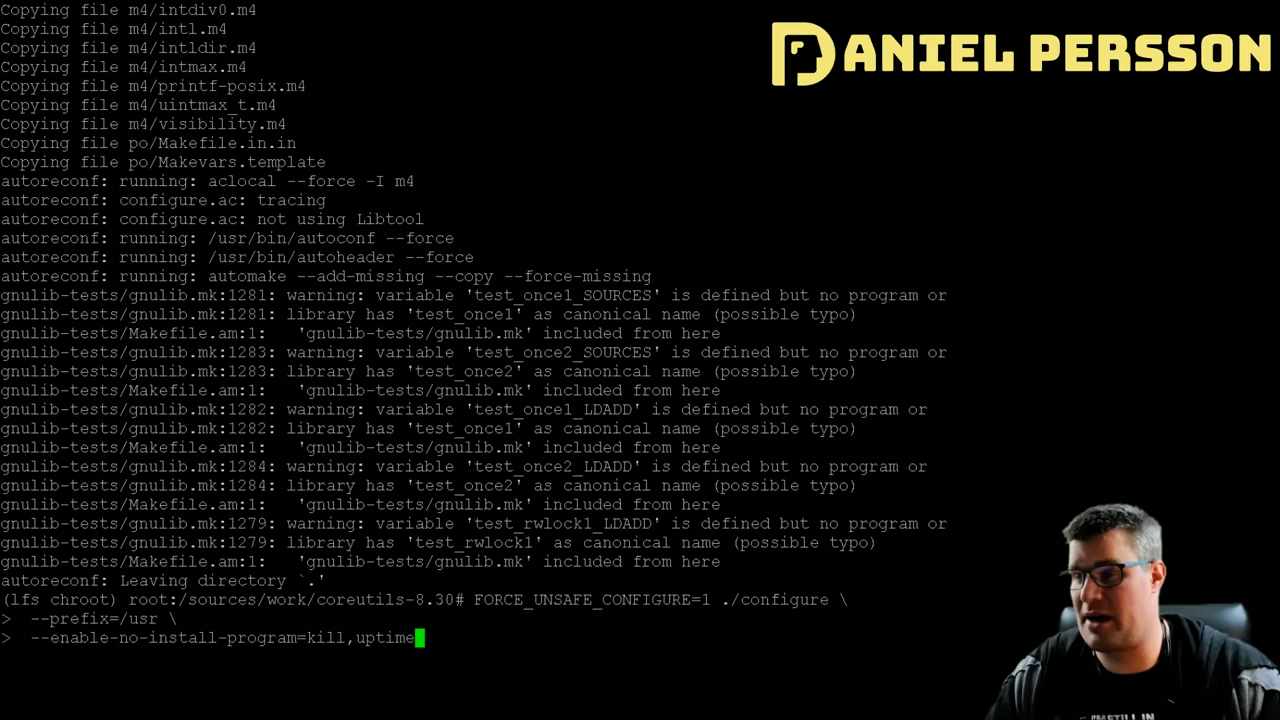 Copying file m4/intdiv0.m4
Copying file m4/intl.m4
Copying file m4/intldir.m4
Copying file m4/intmax.m4
Copying file m4/printf-posix.m4
Copying file m4/uintmax_t.m4
Copying file m4/visibility.m4
Copying file po/Makefile.in.in
Copying file po/Makevars.template
autoreconf: running: aclocal --force -I m4
autoreconf: configure.ac: tracing
autoreconf: configure.ac: not using Libtool
autoreconf: running: /usr/bin/autoconf --force
autoreconf: running: /usr/bin/autoheader --force
autoreconf: running: automake --add-missing --copy --force-missing
gnulib-tests/gnulib.mk:1281: warning: variable 'test_once1_SOURCES' is defined but no program or
gnulib-tests/gnulib.mk:1281: library has 'test_once1' as canonical name (possible typo)
gnulib-tests/Makefile.am:1:   'gnulib-tests/gnulib.mk' included from here
gnulib-tests/gnulib.mk:1283: warning: variable 'test_once2_SOURCES' is defined but no program or
gnulib-tests/gnulib.mk:1283: library has 'test_once2' as canonical name (possible typo)
gnulib-tests/Makefile.am:1:   'gnulib-tests/gnulib.mk' included from here
gnulib-tests/gnulib.mk:1282: warning: variable 'test_once1_LDADD' is defined but no program or
gnulib-tests/gnulib.mk:1282: library has 'test_once1' as canonical name (possible typo)
gnulib-tests/Makefile.am:1:   'gnulib-tests/gnulib.mk' included from here
gnulib-tests/gnulib.mk:1284: warning: variable 'test_once2_LDADD' is defined but no program or
gnulib-tests/gnulib.mk:1284: library has 'test_once2' as canonical name (possible typo)
gnulib-tests/Makefile.am:1:   'gnulib-tests/gnulib.mk' included from here
gnulib-tests/gnulib.mk:1279: warning: variable 'test_rwlock1_LDADD' is defined but no program or
gnulib-tests/gnulib.mk:1279: library has 'test_rwlock1' as canonical name (possible typo)
gnulib-tests/Makefile.am:1:   'gnulib-tests/gnulib.mk' included from here
autoreconf: Leaving directory `.'
(lfs chroot) root:/sources/work/coreutils-8.30# FORCE_UNSAFE_CONFIGURE=1 ./configure \
>  --prefix=/usr \
>  --enable-no-install-program=kill,uptime
DANIEL PERSSON
I'M STILL IN